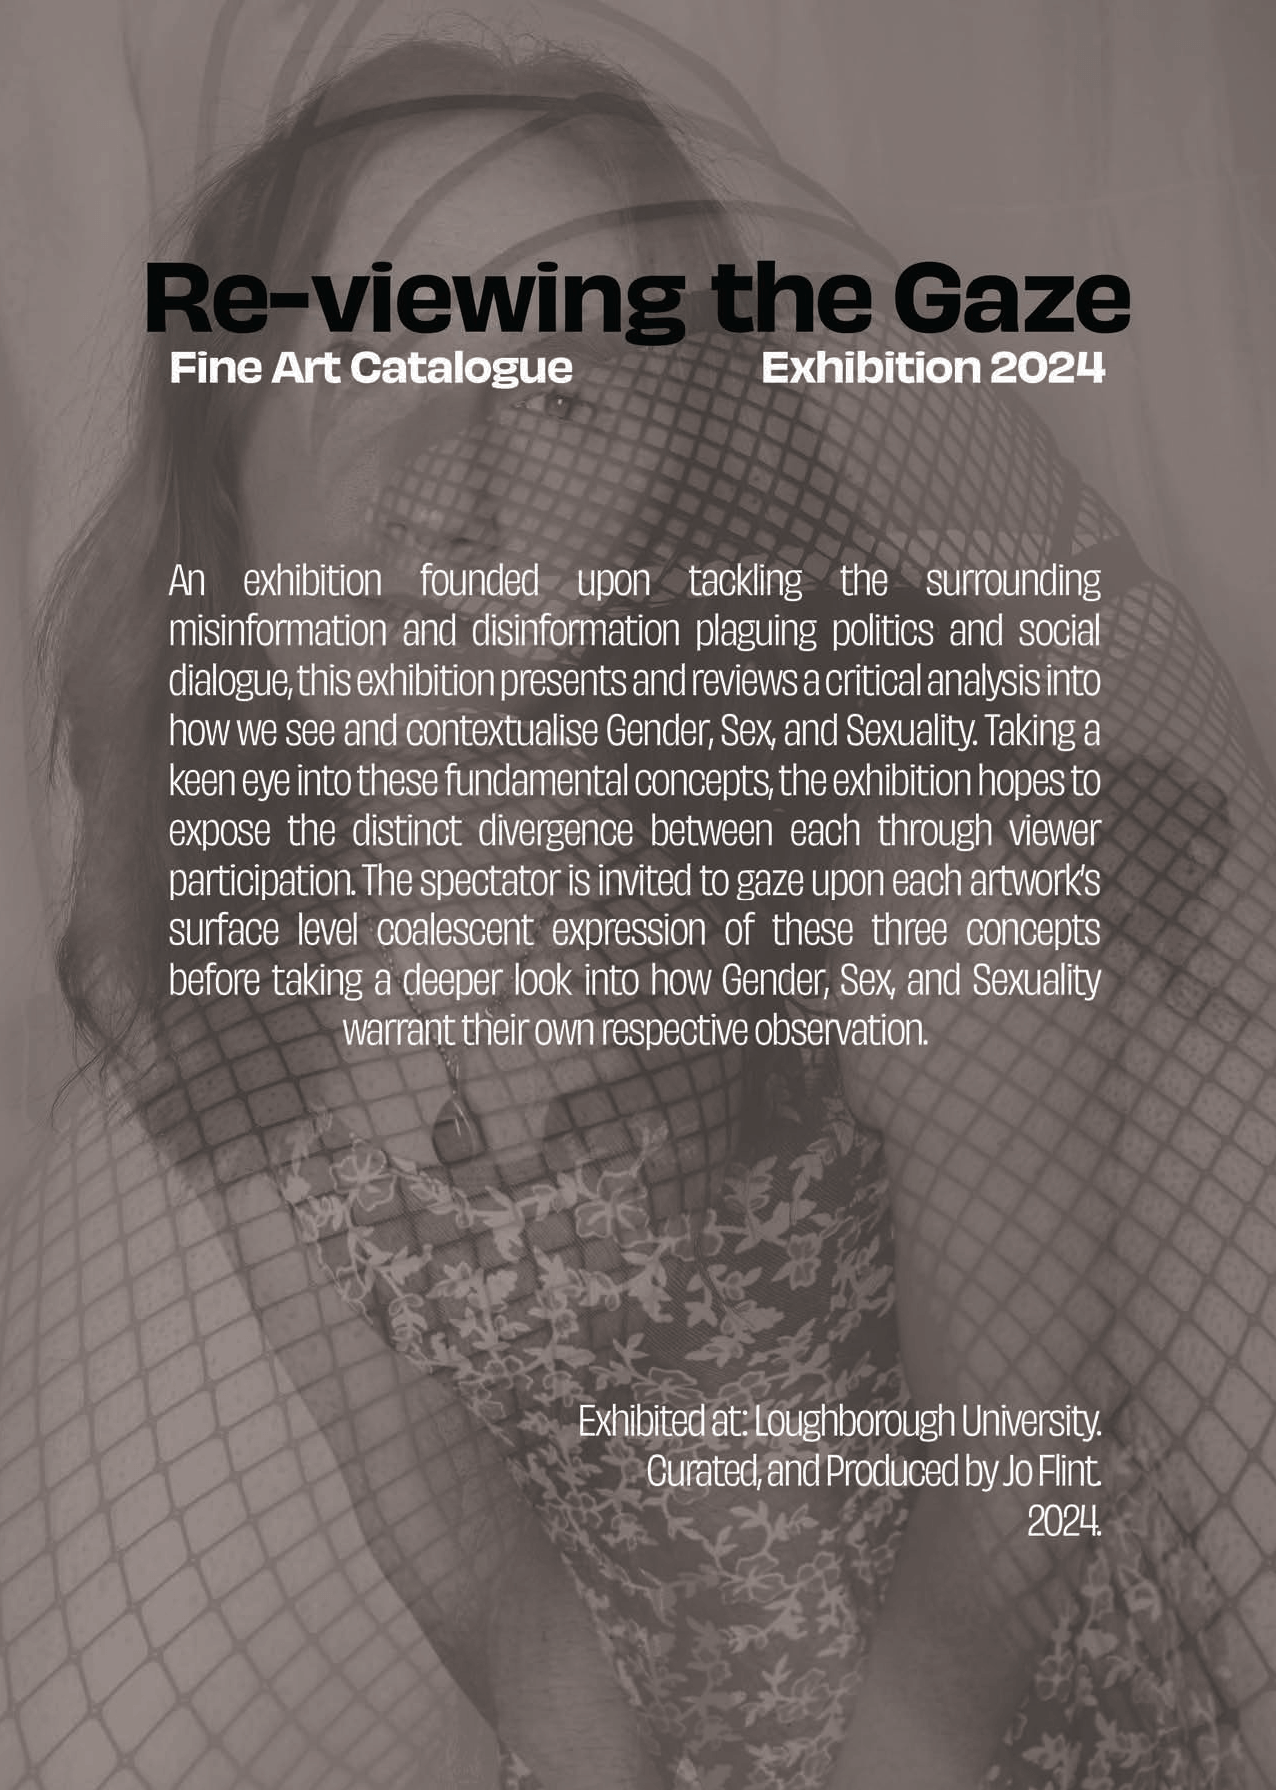 Re-viewing the Gaze
Fine Art Catalogue Exhibition 2024
An exhibition founded upon tackling the surrounding
misinformation and disinformation plaguing politics and social
dialogue, this exhibition presents and reviews a critical analysis into
how we see and contextualise Gender, Sex, and Sexuality. Taking a
keen eye into these fundamental concepts, the exhibition hopes to
expose the distinct divergence between each through viewer
participation. The spectator is invited to gaze upon each artwork's
surface level coalescent expression of these three concepts
before taking a deeper look into how Gender, Sex, and Sexuality
warrant their own respective observation.
Exhibited at: Loughborough University.
Curated, and Produced by Jo Flint.
2024.